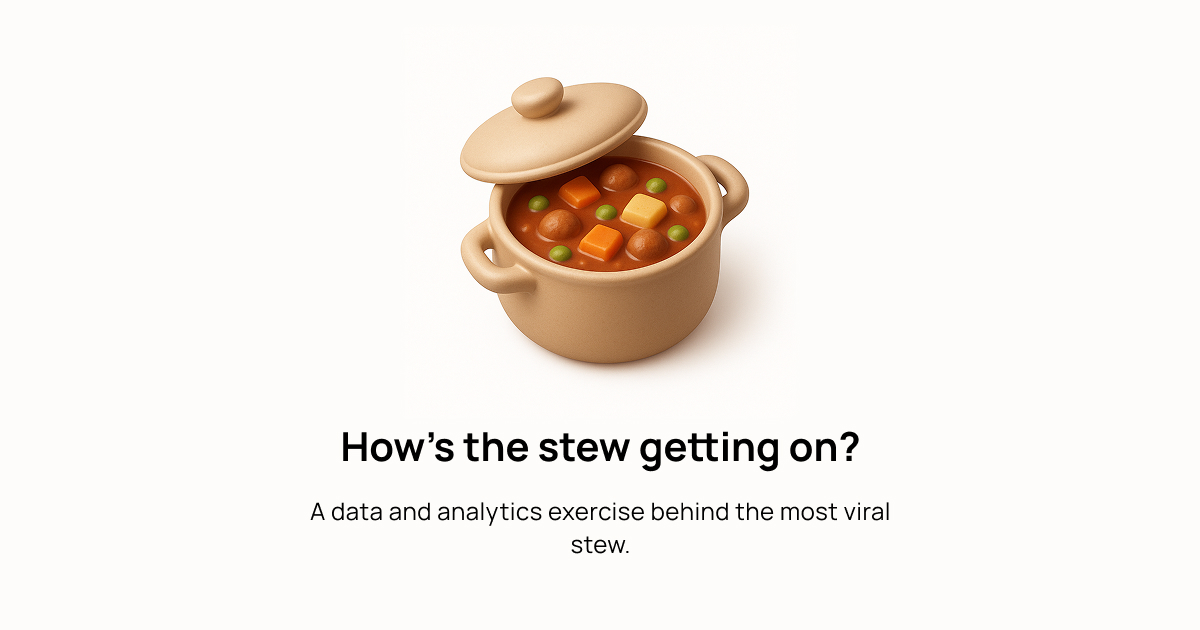 How's the stew getting on?
A data and analytics exercise behind the most viral
stew.